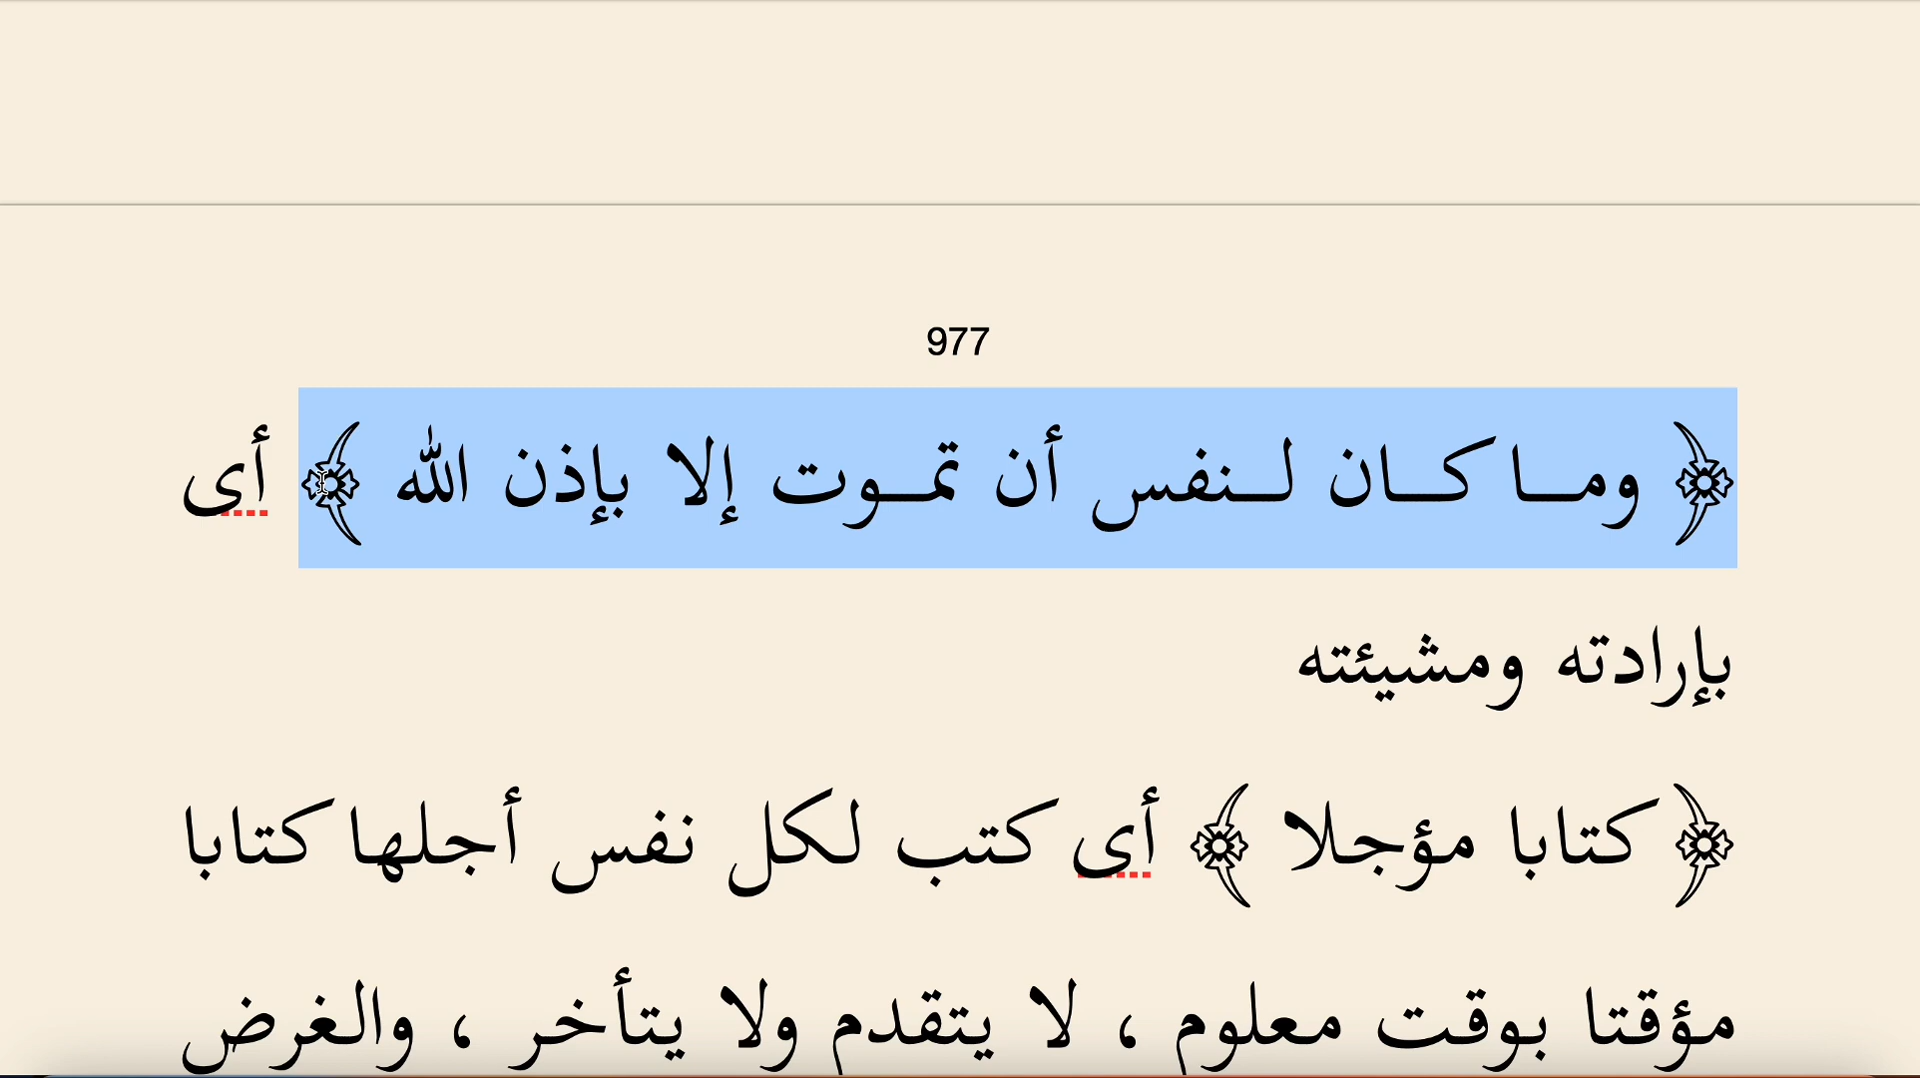 977
﴿ وما كان لنفس أن تموت إلا بإذن الله ﴾ أى
بإرادته ومشيئته
﴿ كتابا مؤجلا ﴾ أى كتب لكل نفس أجلها كتابا
مؤقتا بوقت معلوم ، لا يتقدم ولا يتأخر ، والغرض